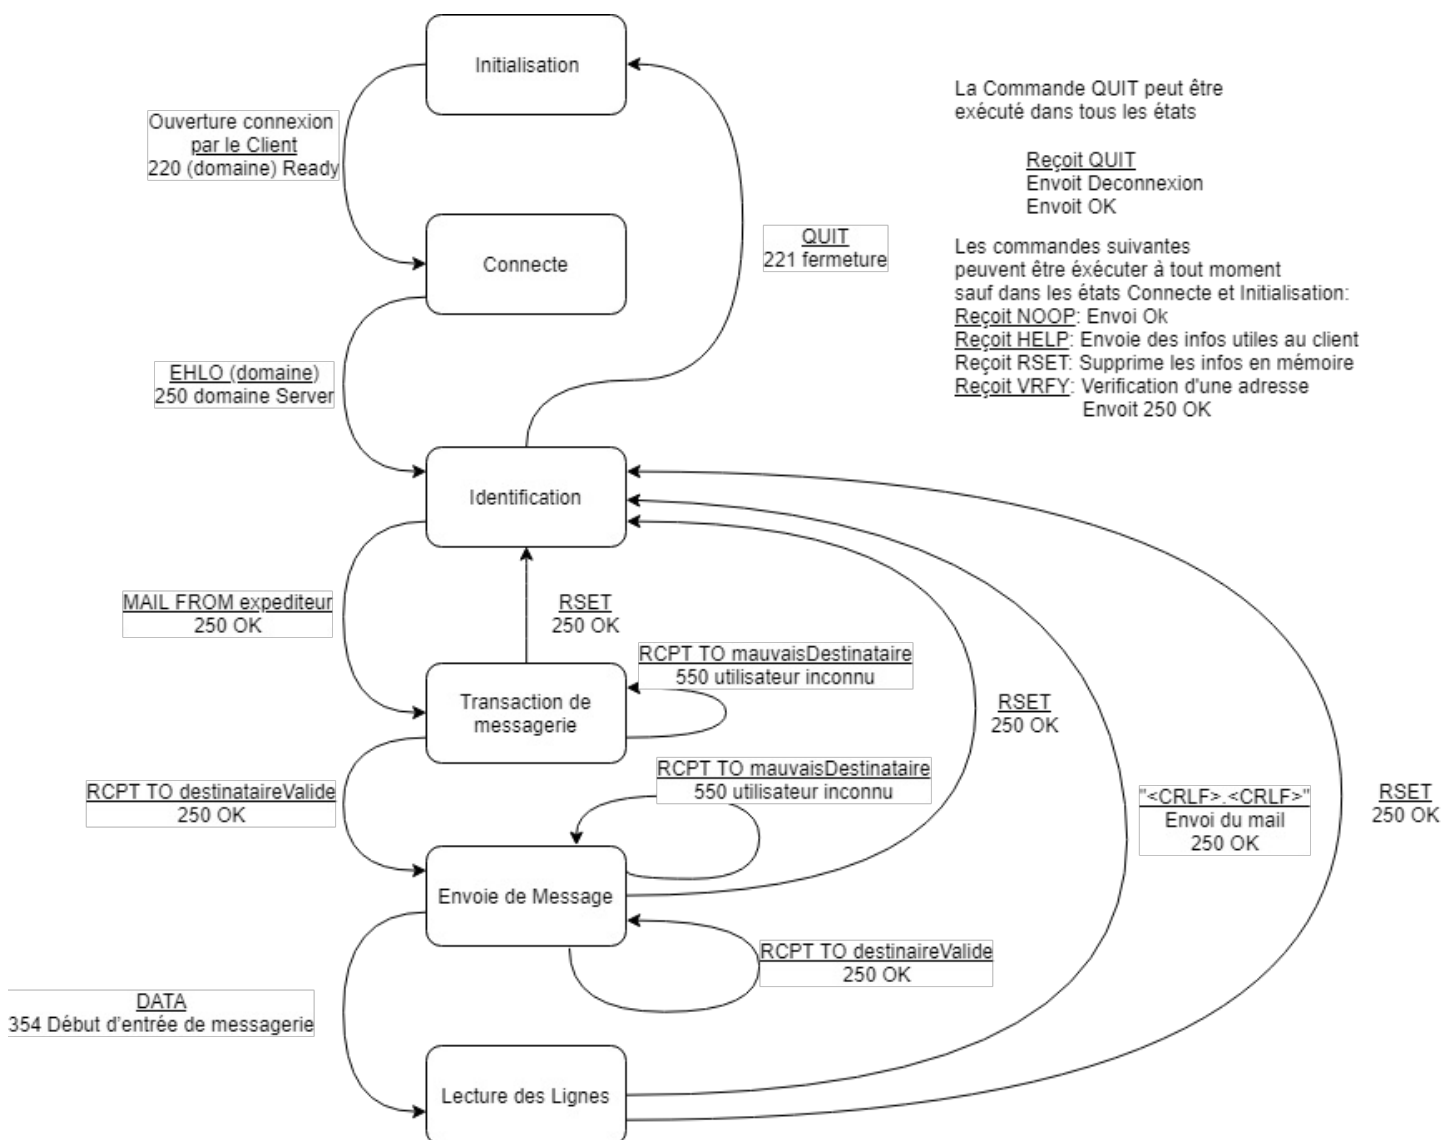 Initialisation
Ouverture connexion
par le Client
220 (domaine) Ready
La Commande QUIT peut être
exécuté dans tous les états
Reçoit QUIT
Envoit Deconnexion
Envoit OK
Connecte
QUIT
221 fermeture
Les commandes suivantes
peuvent être éxécuter à tout moment
sauf dans les états Connecte et Initialisation:
Reçoit NOOP: Envoi Ok
Reçoit HELP: Envoie des infos utiles au client
Reçoit RSET: Supprime les infos en mémoire
Reçoit VRFY: Verification d'une adresse
Envoit 250 OK
EHLO (domaine)
250 domaine Server
Identification
MAIL FROM expediteur
250 OK
RSET
250 OK
RCPT TO mauvaisDestinataire
550 utilisateur inconnu
Transaction de
messagerie
RSET
250 OK
RCPT TO mauvaisDestinataire
550 utilisateur inconnu
RCPT TO destinataireValide
250 OK
"<CRLF>.<CRLF>"
Envoi du mail
250 OK
RSET
250 OK
Envoie de Message
RCPT TO destinaireValide
250 OK
DATA
354 Début d'entrée de messagerie
Lecture des Lignes